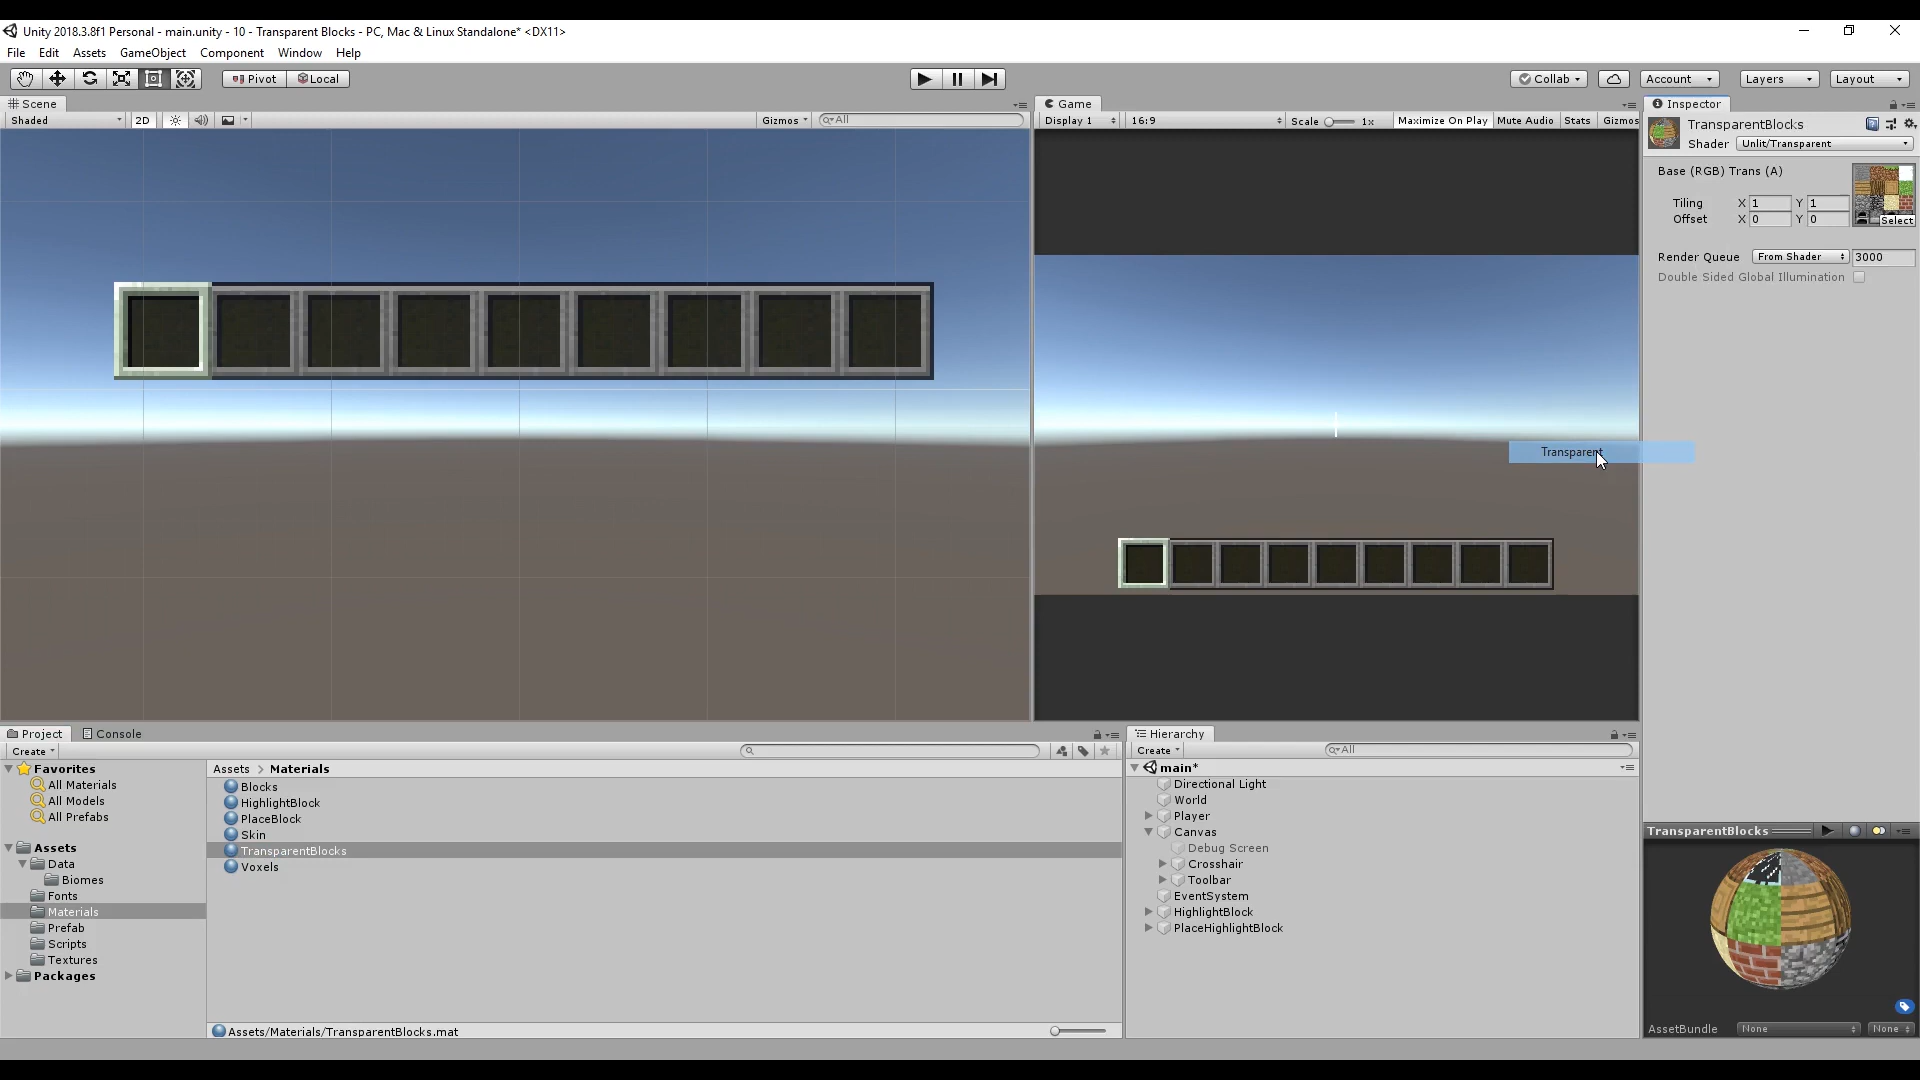 Unity 2018.3.8f1 Personal - main.unity - 10 - Transparent Blocks - PC, Mac & Linux Standalone* <DX11>
File Edit Assets GameObject Component Window Help
Pivot Local Collab Account Layers Layout
Scene
Shaded 2D Gizmos All
Game
Display 1 16:9 Scale 1x Maximize On Play Mute Audio Stats Gizmos
Inspector
TransparentBlocks
Shader Unlit/Transparent
Base (RGB) Trans (A)
Tiling X 1 Y 1
Offset X 0 Y 0
Select
Render Queue From Shader 3000
Double Sided Global Illumination
Transparent
Project Console
Create
Favorites
All Materials
All Models
All Prefabs
Assets
Data
Biomes
Fonts
Materials
Prefab
Scripts
Textures
Packages
Assets > Materials
Blocks
HighlightBlock
PlaceBlock
Skin
TransparentBlocks
Voxels
Assets/Materials/TransparentBlocks.mat
Hierarchy
Create All
main*
Directional Light
World
Player
Canvas
Debug Screen
Crosshair
Toolbar
EventSystem
HighlightBlock
PlaceHighlightBlock
TransparentBlocks
AssetBundle None None